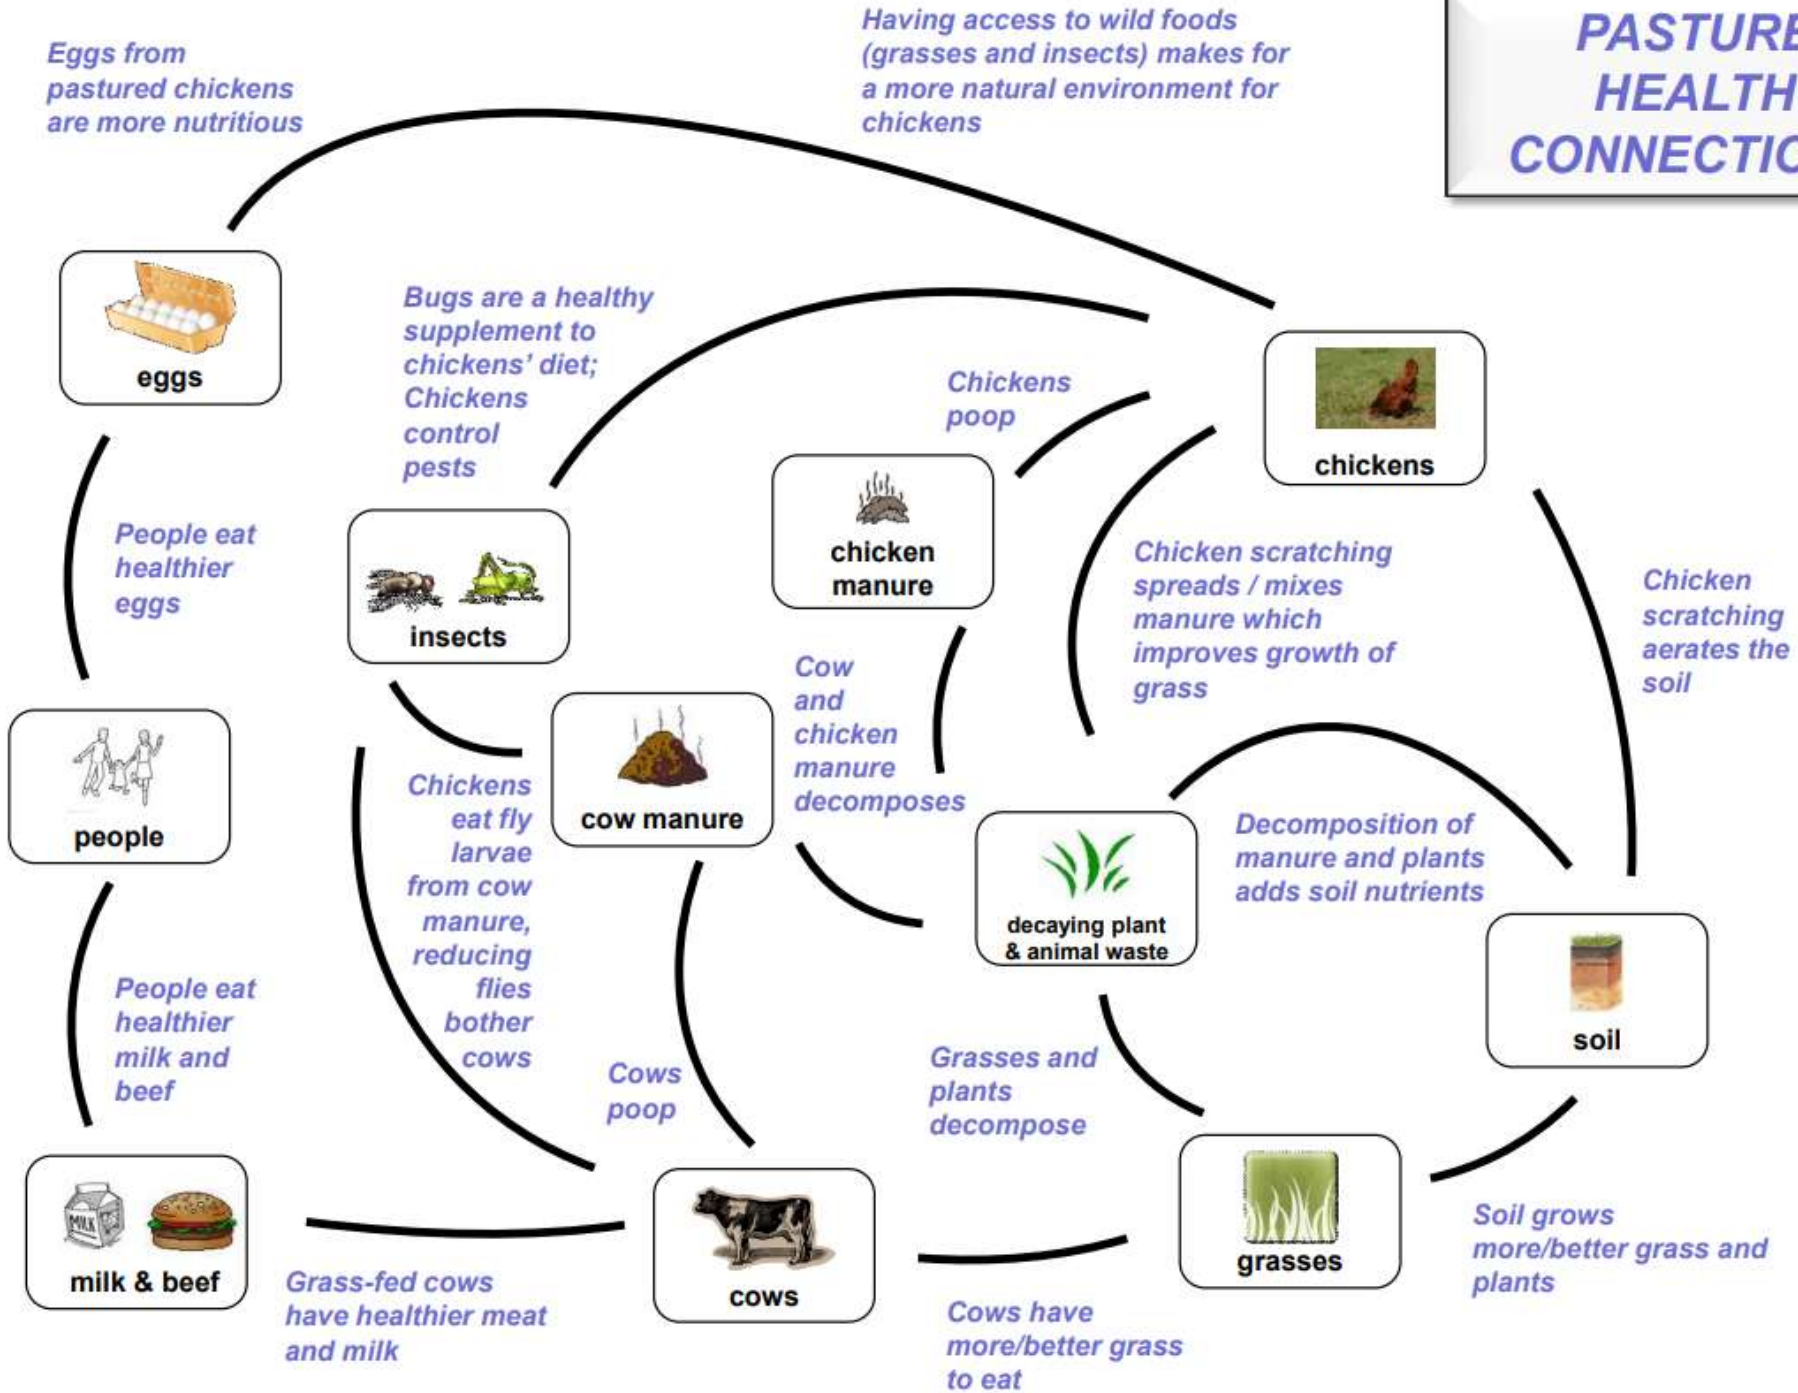 Eggs from
pastured chickens
are more nutritious
Having access to wild foods
(grasses and insects) makes for
a more natural environment for
chickens
PASTURE
HEALTH
eggs
Bugs are a healthy
supplement to
chickens' diet;
Chickens
control
pests
Chickens
poop
chickens
People eat
healthier
eggs
insects
chicken
manure
Chicken scratching
spreads / mixes
manure which
improves growth of
grass
Chicken
scratching
aerates the
soil
people
Chickens
eat fly
larvae
from cow
manure,
reducing
flies
bother
cows
cow manure
Cow
and
chicken
manure
decomposes
decaying plant
& animal waste
Decomposition of
manure and plants
adds soil nutrients
soil
People eat
healthier
milk and
beef
Cows
poop
Grasses and
plants
decompose
MILK
milk & beef
Grass-fed cows
have healthier meat
and milk
cows
Cows have
more/better grass
to eat
grasses
Soil grows
more/better grass and
plants